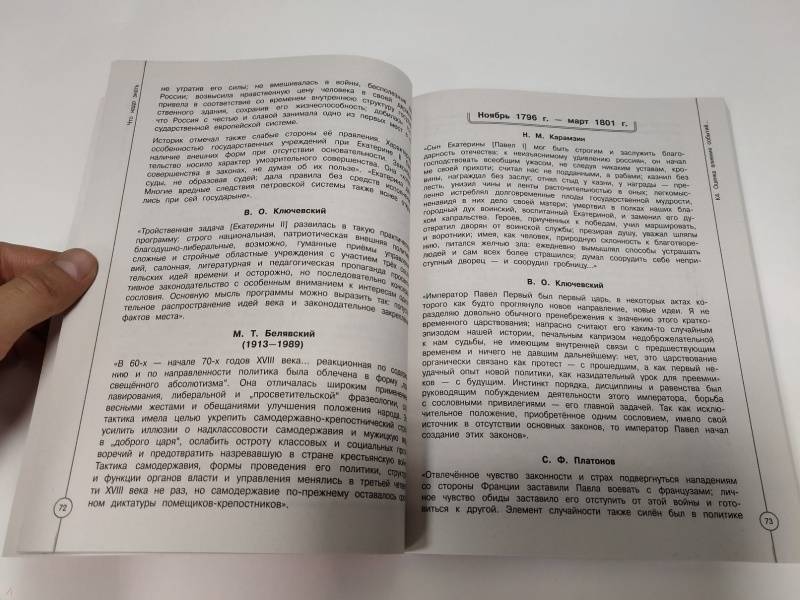 Что надо знать
не утратив его силы; не вмешивалась в войны,
России; возвысила нравственную цену человека в своей
привела в соответствие со временем внутреннюю структуру
ственного здания, сохранив его жизнеспособность;
что Россия с честью и славой занимала одно из первых мест в
сударственной европейской системе.
Историк отмечал также слабые стороны её правления.
особенностью государственных учреждений при Екатерине
наличие внешних форм при отсутствии основательности.
тельство носило характер умозрительного совершенства. Она
совершенства в законах, не думая об их пользе». «Екатерина
суды, не образовав судей; дала правила без средств
Многие вредные следствия петровской системы также яснее
лись при сей государыне».
В. О. Ключевский
«Тройственная задача [Екатерины II] развилась в такую
программу: строго национальная, патриотическая внешняя
благодушно-либеральные, возможно, гуманные приёмы
сложные и стройные областные учреждения с участием трёх
вий, салонная, литературная и педагогическая пропаганда
тельских идей времени и осторожно, но последовательно
тивное законодательство с особенным вниманием к интересам
сословия. Основную мысль программы можно выразить так:
тельное распространение идей века и законодательное
фактов места».
М. Т. Белявский
(1913—1989)
«В 60-х — начале 70-х годов XVIII века... реакционная по
нию и по направленности политика была облечена в форму
свещённого абсолютизма". Она отличалась широким
лавирования, либеральной и „просветительской" фразеологии,
весными жестами и обещаниями улучшения положения народа.
тактика имела целью укрепить самодержавно-крепостнический
усилить иллюзии о надклассовости самодержавия и мужицкую
в „доброго царя", ослабить остроту классовых и социальных
воречий и предотвратить назревавшую в стране крестьянскую
Тактика самодержавия, формы проведения его политики,
и функции органов власти и управления менялись в третьей
ти XVIII века не раз, но самодержавие по-прежнему оставалось
ном диктатуры помещиков-крепостников».
72
Ноябрь 1796 г. — март 1801 г.
Н. М. Карамзин
«Сын Екатерины [Павел I] мог быть строгим и заслужить благо-
дарность отечества; к неизъяснимому удивлению россиян, он начал
господствовать всеобщим ужасом, не следуя никаким уставам, кро-
ме своей прихоти; считал нас не подданными, а рабами; казнил без
вины, награждал без заслуг, отнял стыд у казни, у награды — пре-
лесть, унизил чины и ленты расточительностью в оных; легкомыс-
ленно истреблял долговременные плоды государственной мудрости,
ненавидя в них дело своей матери; умертвил в полках наших бла-
городный дух воинский, воспитанный Екатериной, и заменил его ду-
хом капральства. Героев, приученных к победам, учил маршировать,
отвратил дворян от воинской службы; презирая душу, уважал шляпы
и воротники; имея, как человек, природную склонность к благотворе-
нию, питался желчью зла: ежедневно вымышлял способы устрашать
людей и сам всех более страшился; думал соорудить себе непри-
ступный дворец — и соорудил гробницу...»
В. О. Ключевский
«Император Павел Первый был первый царь, в некоторых актах ко-
торого как будто проглянуло новое направление, новые идеи. Я не
разделяю довольно обычного пренебрежения к значению этого кратко-
временного царствования; напрасно считают его каким-то случайным
эпизодом нашей истории, печальным капризом недоброжелательной
к нам судьбы, не имеющим внутренней связи с предшествующим
временем и ничего не давшим дальнейшему: нет, это царствование
органически связано как протест — с прошедшим, а как первый не-
удачный опыт новой политики, как назидательный урок для преемни-
ков — с будущим. Инстинкт порядка, дисциплины и равенства был
руководящим побуждением деятельности этого императора, борьба
с сословными привилегиями — его главной задачей. Так как исклю-
чительное положение, приобретённое одним сословием, имело свой
источник в отсутствии основных законов, то император Павел начал
создание этих законов».
С. Ф. Платонов
«Отвлечённое чувство законности и страх подвергнуться нападениям
со стороны Франции заставили Павла воевать с французами; лич-
ное чувство обиды заставило его отступить от этой войны и гото-
виться к другой. Элемент случайности также силён был в политике
К4. Оценка влияния событий...
73